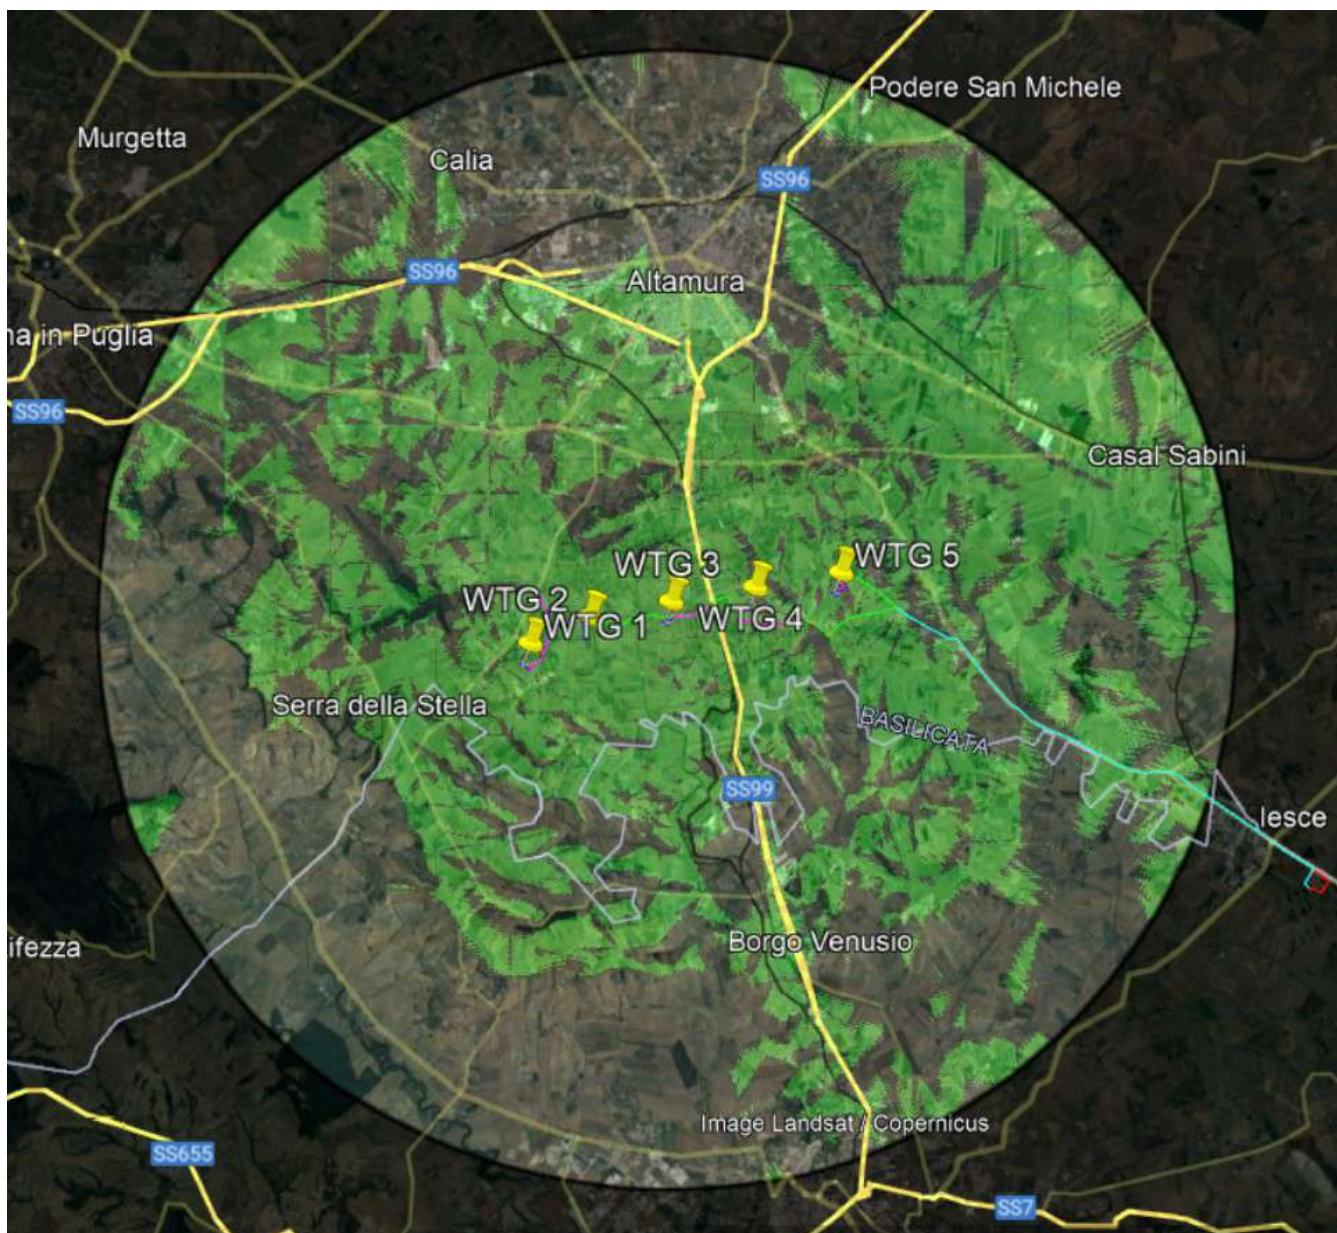 Podere San Michele
Murgetta
Calia
SS96
SS96
Altamura
na in Puglia
SS96
Casal Sabini
WTG 3
WTG 5
WTG 2
WTG 1
WTG 4
Serra della Stella
BASILICATA
SS99
Iesce
Borgo Venusio
ifezza
Image Landsat / Copernicus
SS655
SS7